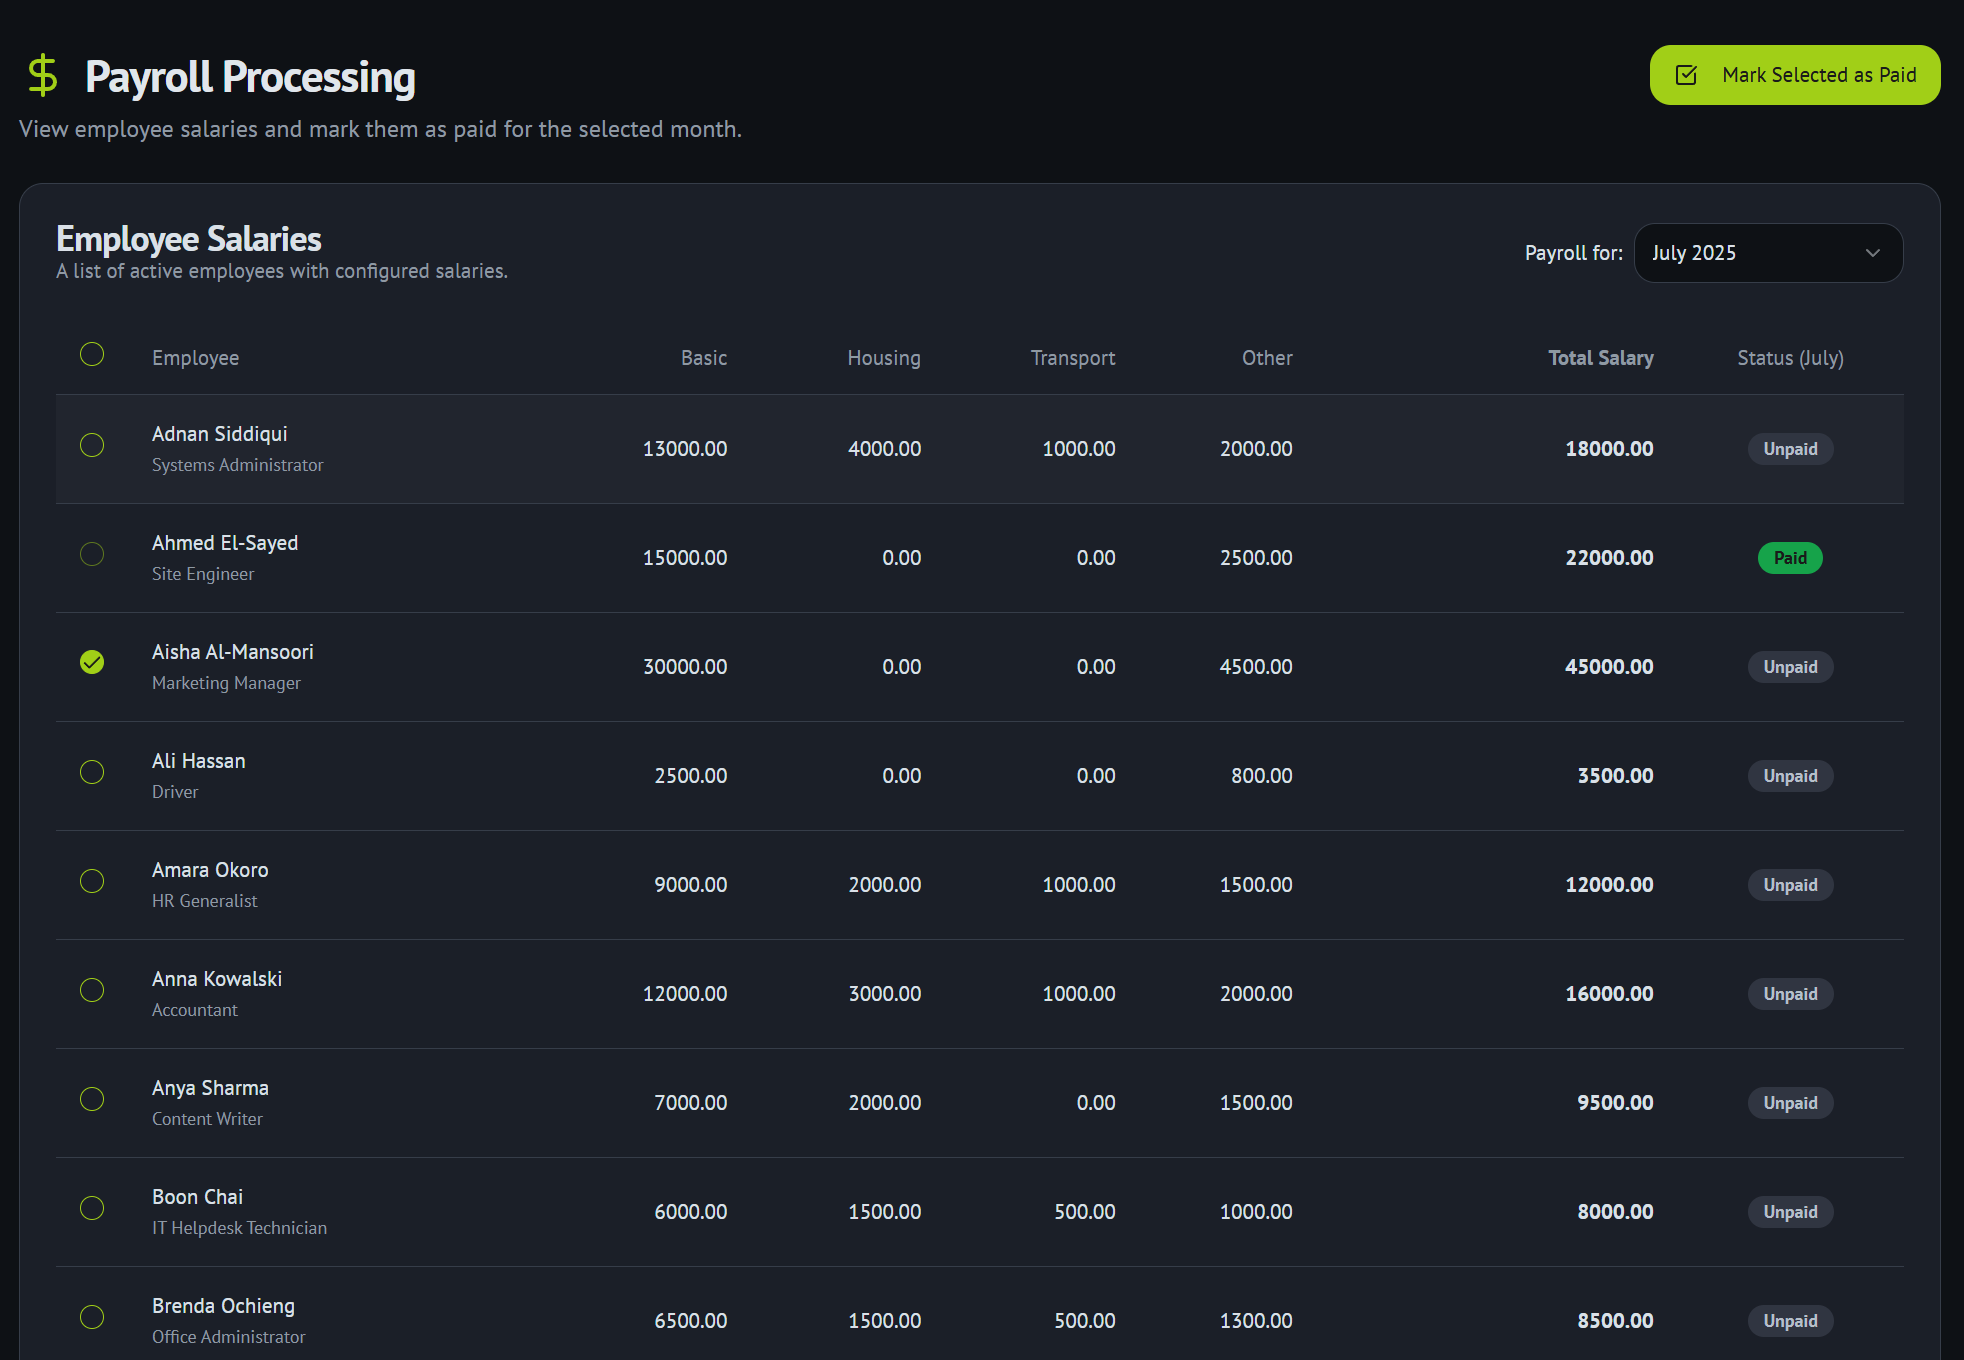 Payroll Processing
Mark Selected as Paid
View employee salaries and mark them as paid for the selected month.
Employee Salaries
A list of active employees with configured salaries.
Payroll for: July 2025
Employee Basic Housing Transport Other Total Salary Status (July)
Adnan Siddiqui
Systems Administrator
13000.00 4000.00 1000.00 2000.00 18000.00 Unpaid
Ahmed El-Sayed
Site Engineer
15000.00 0.00 0.00 2500.00 22000.00 Paid
Aisha Al-Mansoori
Marketing Manager
30000.00 0.00 0.00 4500.00 45000.00 Unpaid
Ali Hassan
Driver
2500.00 0.00 0.00 800.00 3500.00 Unpaid
Amara Okoro
HR Generalist
9000.00 2000.00 1000.00 1500.00 12000.00 Unpaid
Anna Kowalski
Accountant
12000.00 3000.00 1000.00 2000.00 16000.00 Unpaid
Anya Sharma
Content Writer
7000.00 2000.00 0.00 1500.00 9500.00 Unpaid
Boon Chai
IT Helpdesk Technician
6000.00 1500.00 500.00 1000.00 8000.00 Unpaid
Brenda Ochieng
Office Administrator
6500.00 1500.00 500.00 1300.00 8500.00 Unpaid